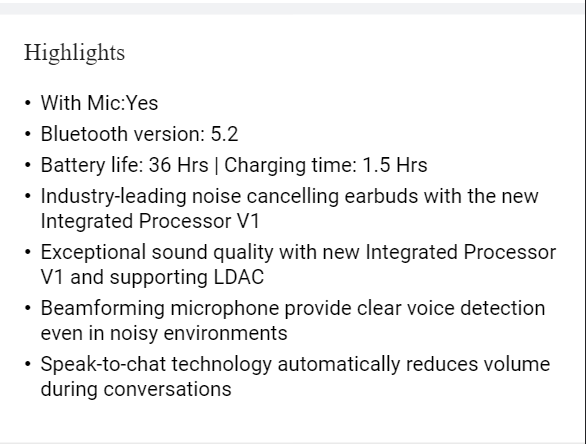 Highlights
• With Mic:Yes
• Bluetooth version: 5.2
• Battery life: 36 Hrs | Charging time: 1.5 Hrs
• Industry-leading noise cancelling earbuds with the new
Integrated Processor V1
• Exceptional sound quality with new Integrated Processor
V1 and supporting LDAC
• Beamforming microphone provide clear voice detection
even in noisy environments
• Speak-to-chat technology automatically reduces volume
during conversations